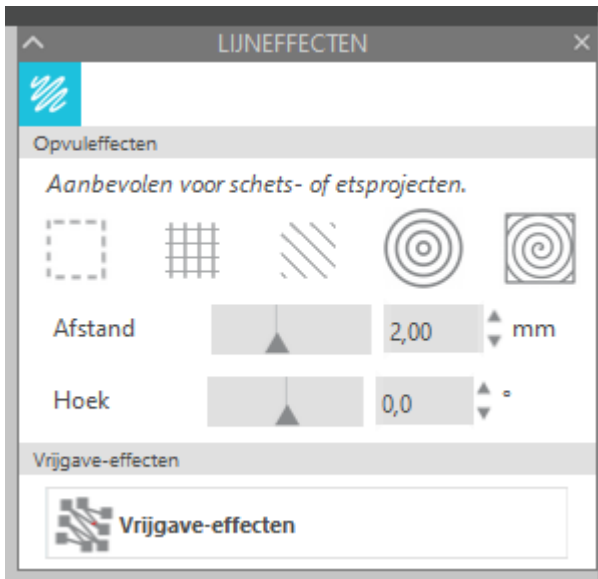 LIJNEFFECTEN
Opvuleffecten
Aanbevolen voor schets- of etsprojecten.
Afstand 2,00 mm
Hoek 0,0 °
Vrijgave-effecten
Vrijgave-effecten